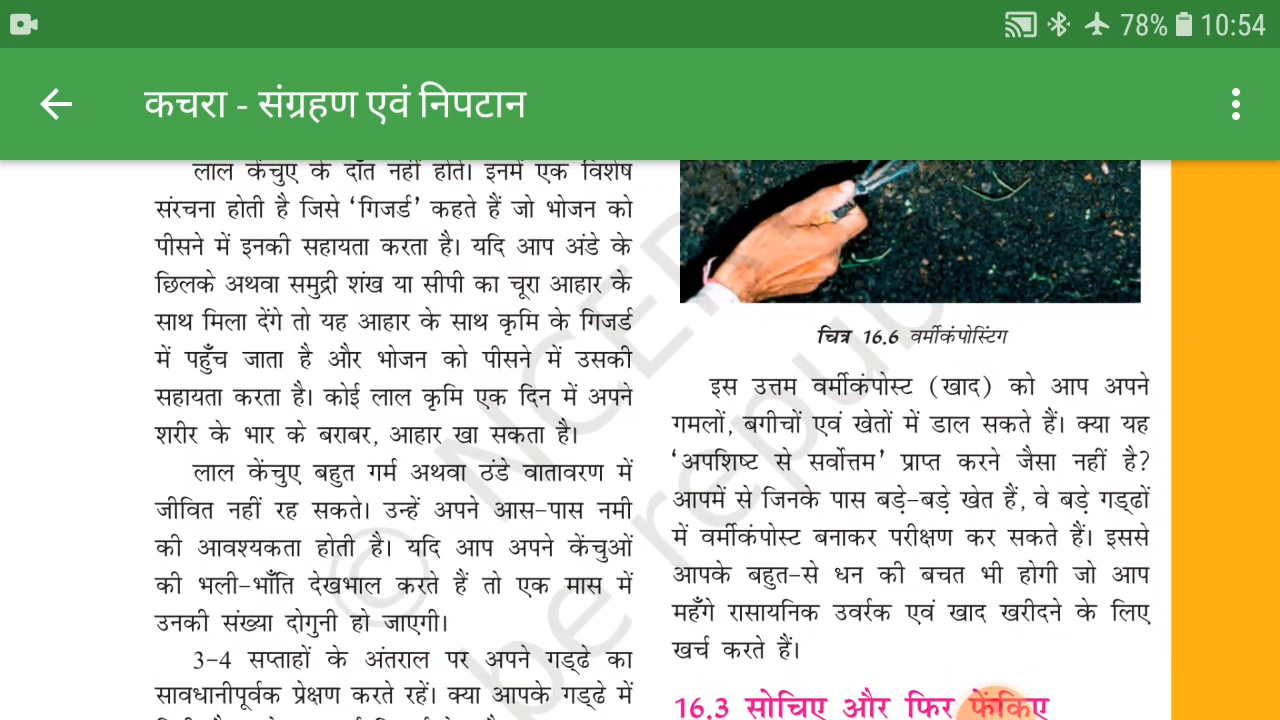 78% 10:54
कचरा - संग्रहण एवं निपटान
लाल केंचुए के दाँत नहीं होते। इनमें एक विशेष
संरचना होती है जिसे ‘गिजर्ड’ कहते हैं जो भोजन को
पीसने में इनकी सहायता करता है। यदि आप अंडे के
छिलके अथवा समुद्री शंख या सीपी का चूरा आहार के
साथ मिला देंगे तो यह आहार के साथ कृमि के गिजर्ड
में पहुँच जाता है और भोजन को पीसने में उसकी
सहायता करता है। कोई लाल कृमि एक दिन में अपने
शरीर के भार के बराबर, आहार खा सकता है।
लाल केंचुए बहुत गर्म अथवा ठंडे वातावरण में
जीवित नहीं रह सकते। उन्हें अपने आस-पास नमी
की आवश्यकता होती है। यदि आप अपने केंचुओं
की भली-भाँति देखभाल करते हैं तो एक मास में
उनकी संख्या दोगुनी हो जाएगी।
3-4 सप्ताहों के अंतराल पर अपने गड्ढे का
सावधानीपूर्वक प्रेक्षण करते रहें। क्या आपके गड्ढे में
चित्र 16.6 वर्मीकंपोस्टिंग
इस उत्तम वर्मीकंपोस्ट (खाद) को आप अपने
गमलों, बगीचों एवं खेतों में डाल सकते हैं। क्या यह
‘अपशिष्ट से सर्वोत्तम’ प्राप्त करने जैसा नहीं है?
आपमें से जिनके पास बड़े-बड़े खेत हैं, वे बड़े गड्ढों
में वर्मीकंपोस्ट बनाकर परीक्षण कर सकते हैं। इससे
आपके बहुत-से धन की बचत भी होगी जो आप
महँगे रासायनिक उवर्रक एवं खाद खरीदने के लिए
खर्च करते हैं।
16.3 सोचिए और फिर फेंकिए